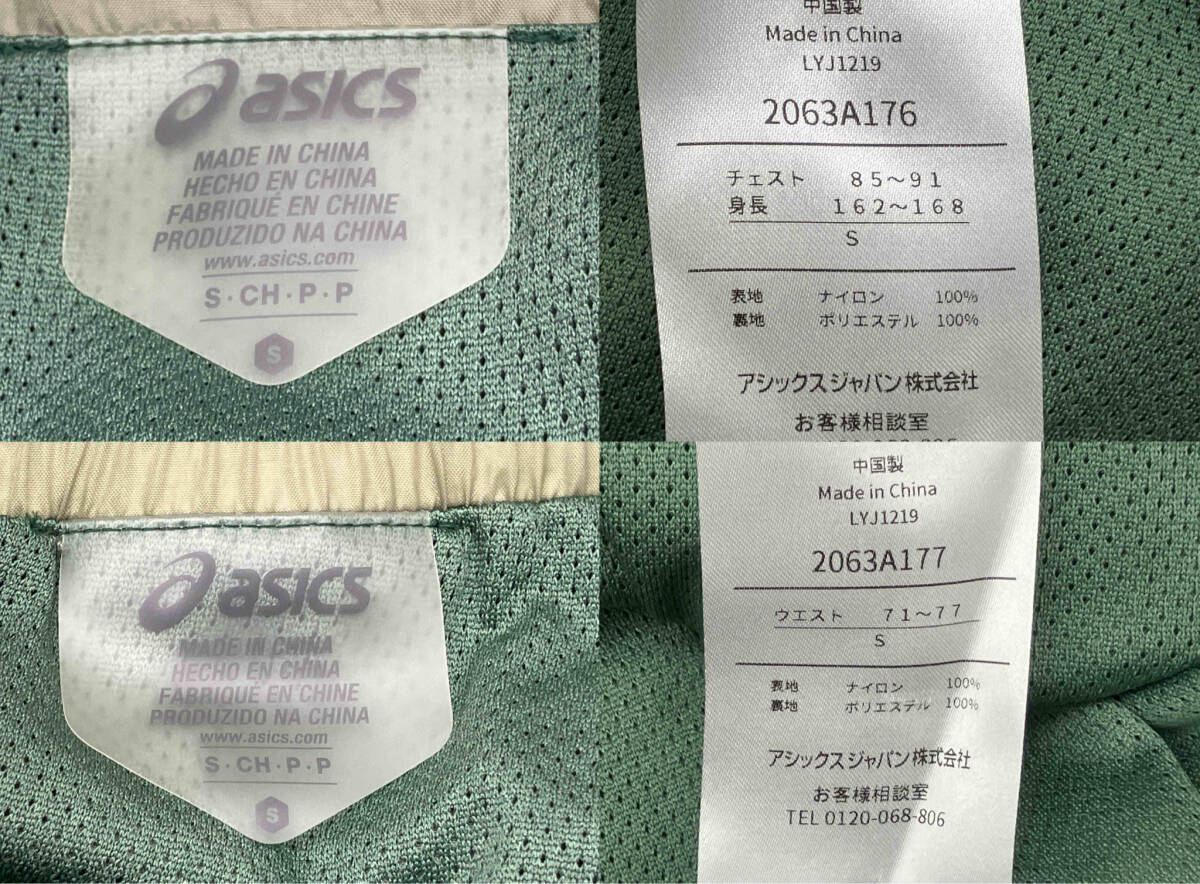 asics
MADE IN CHINA
HECHO EN CHINA
FABRIQUÉ EN CHINE
PRODUZIDO NA CHINA
www.asics.com
S・CH・P・P
S
中国製
Made in China
LYJ1219
2063A176
チェスト 85〜91
身長 162〜168
S
表地 ナイロン 100%
裏地 ポリエステル 100%
アシックスジャパン株式会社
お客様相談室
asics
MADE IN CHINA
HECHO EN CHINA
FABRIQUÉ EN CHINE
PRODUZIDO NA CHINA
www.asics.com
S・CH・P・P
S
中国製
Made in China
LYJ1219
2063A177
ウエスト 71〜77
S
表地 ナイロン 100%
裏地 ポリエステル 100%
アシックスジャパン株式会社
お客様相談室
TEL 0120-068-806